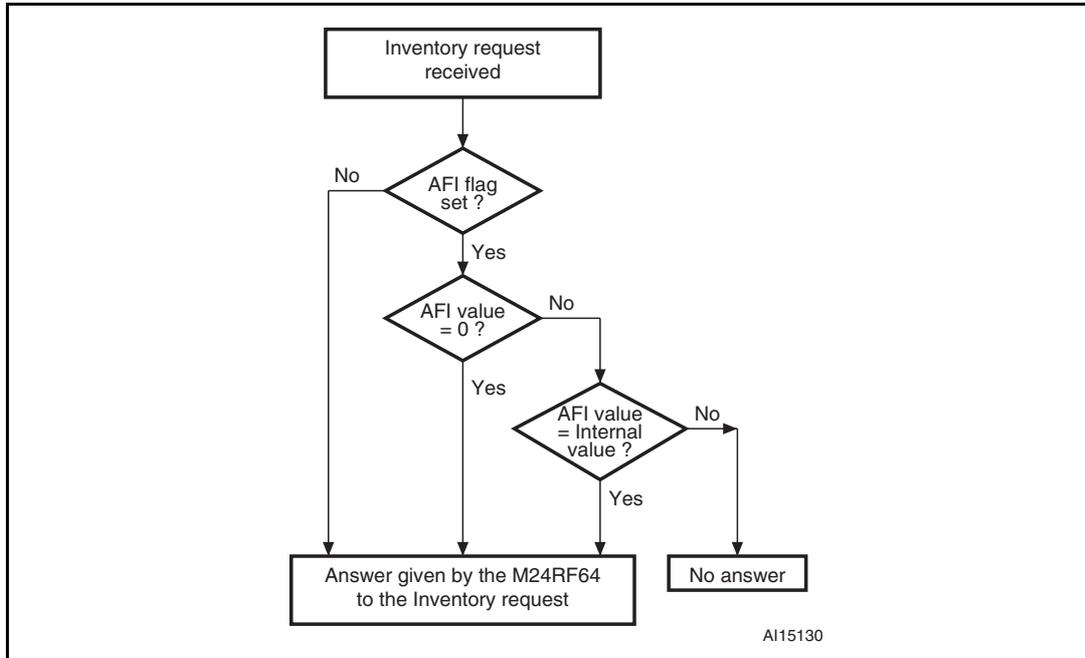 Inventory request
received
No
AFI flag
set ?
Yes
AFI value
= 0 ?
No
Yes
AFI value
= Internal
value ?
No
Yes
Answer given by the M24RF64
to the Inventory request
No answer
AI15130